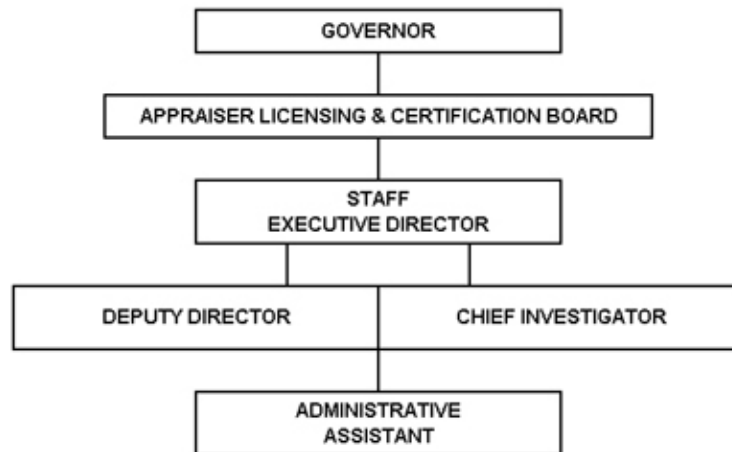 GOVERNOR
APPRAISER LICENSING & CERTIFICATION BOARD
STAFF
EXECUTIVE DIRECTOR
DEPUTY DIRECTOR
CHIEF INVESTIGATOR
ADMINISTRATIVE
ASSISTANT